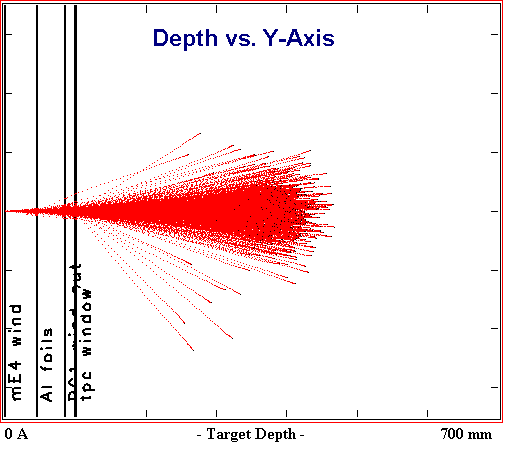 Depth vs. Y-Axis
mE4 wind
Al foils
tpc window
0 A
- Target Depth -
700 mm